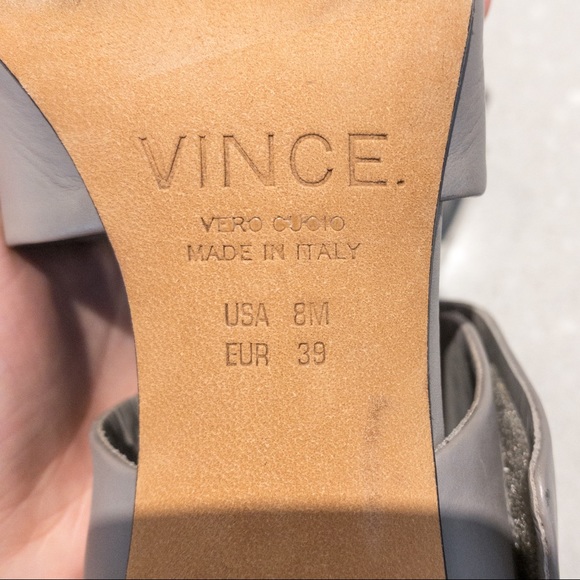 VINCE.
VERO CUOIO
MADE IN ITALY
USA 8M
EUR 39